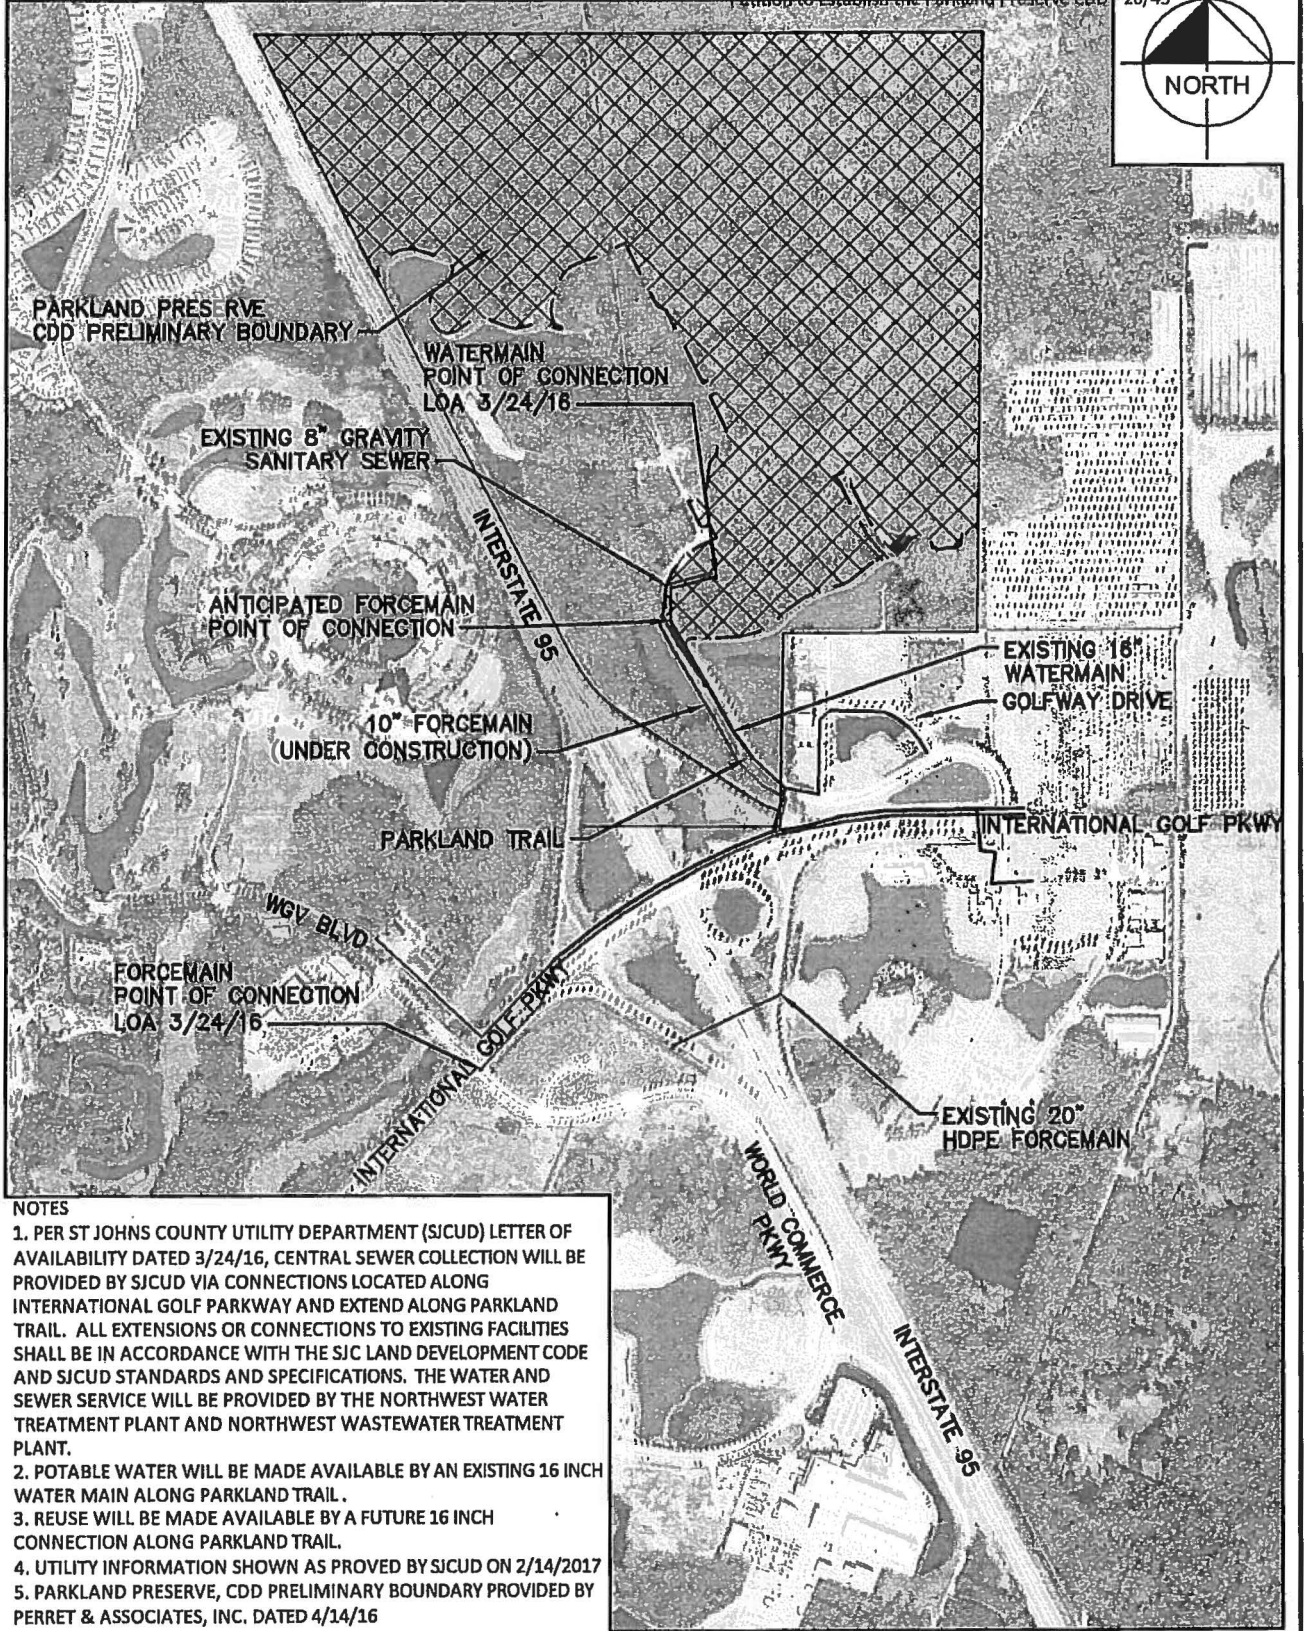 Petition to Establish the Parkland Preserve CDD
NORTH
PARKLAND PRESERVE
CDD PRELIMINARY BOUNDARY
WATERMAIN
POINT OF CONNECTION
LOA 3/24/16
EXISTING 8" GRAVITY
SANITARY SEWER
INTERSTATE 95
ANTICIPATED FORCEMAIN
POINT OF CONNECTION
EXISTING 16"
WATERMAIN
GOLFWAY DRIVE
10" FORCEMAIN
(UNDER CONSTRUCTION)
PARKLAND TRAIL
INTERNATIONAL GOLF PKWY
WGV BLVD
FORCEMAIN
POINT OF CONNECTION
LOA 3/24/16
INTERNATIONAL GOLF PKWY
EXISTING 20"
HDPE FORCEMAIN
WORLD COMMERCE
PKWY
INTERSTATE 95
NOTES
1. PER ST JOHNS COUNTY UTILITY DEPARTMENT (SJCUD) LETTER OF
AVAILABILITY DATED 3/24/16, CENTRAL SEWER COLLECTION WILL BE
PROVIDED BY SJCUD VIA CONNECTIONS LOCATED ALONG
INTERNATIONAL GOLF PARKWAY AND EXTEND ALONG PARKLAND
TRAIL. ALL EXTENSIONS OR CONNECTIONS TO EXISTING FACILITIES
SHALL BE IN ACCORDANCE WITH THE SJC LAND DEVELOPMENT CODE
AND SJCUD STANDARDS AND SPECIFICATIONS. THE WATER AND
SEWER SERVICE WILL BE PROVIDED BY THE NORTHWEST WATER
TREATMENT PLANT AND NORTHWEST WASTEWATER TREATMENT
PLANT.
2. POTABLE WATER WILL BE MADE AVAILABLE BY AN EXISTING 16 INCH
WATER MAIN ALONG PARKLAND TRAIL.
3. REUSE WILL BE MADE AVAILABLE BY A FUTURE 16 INCH
CONNECTION ALONG PARKLAND TRAIL.
4. UTILITY INFORMATION SHOWN AS PROVED BY SJCUD ON 2/14/2017
5. PARKLAND PRESERVE, CDD PRELIMINARY BOUNDARY PROVIDED BY
PERRET & ASSOCIATES, INC. DATED 4/14/16